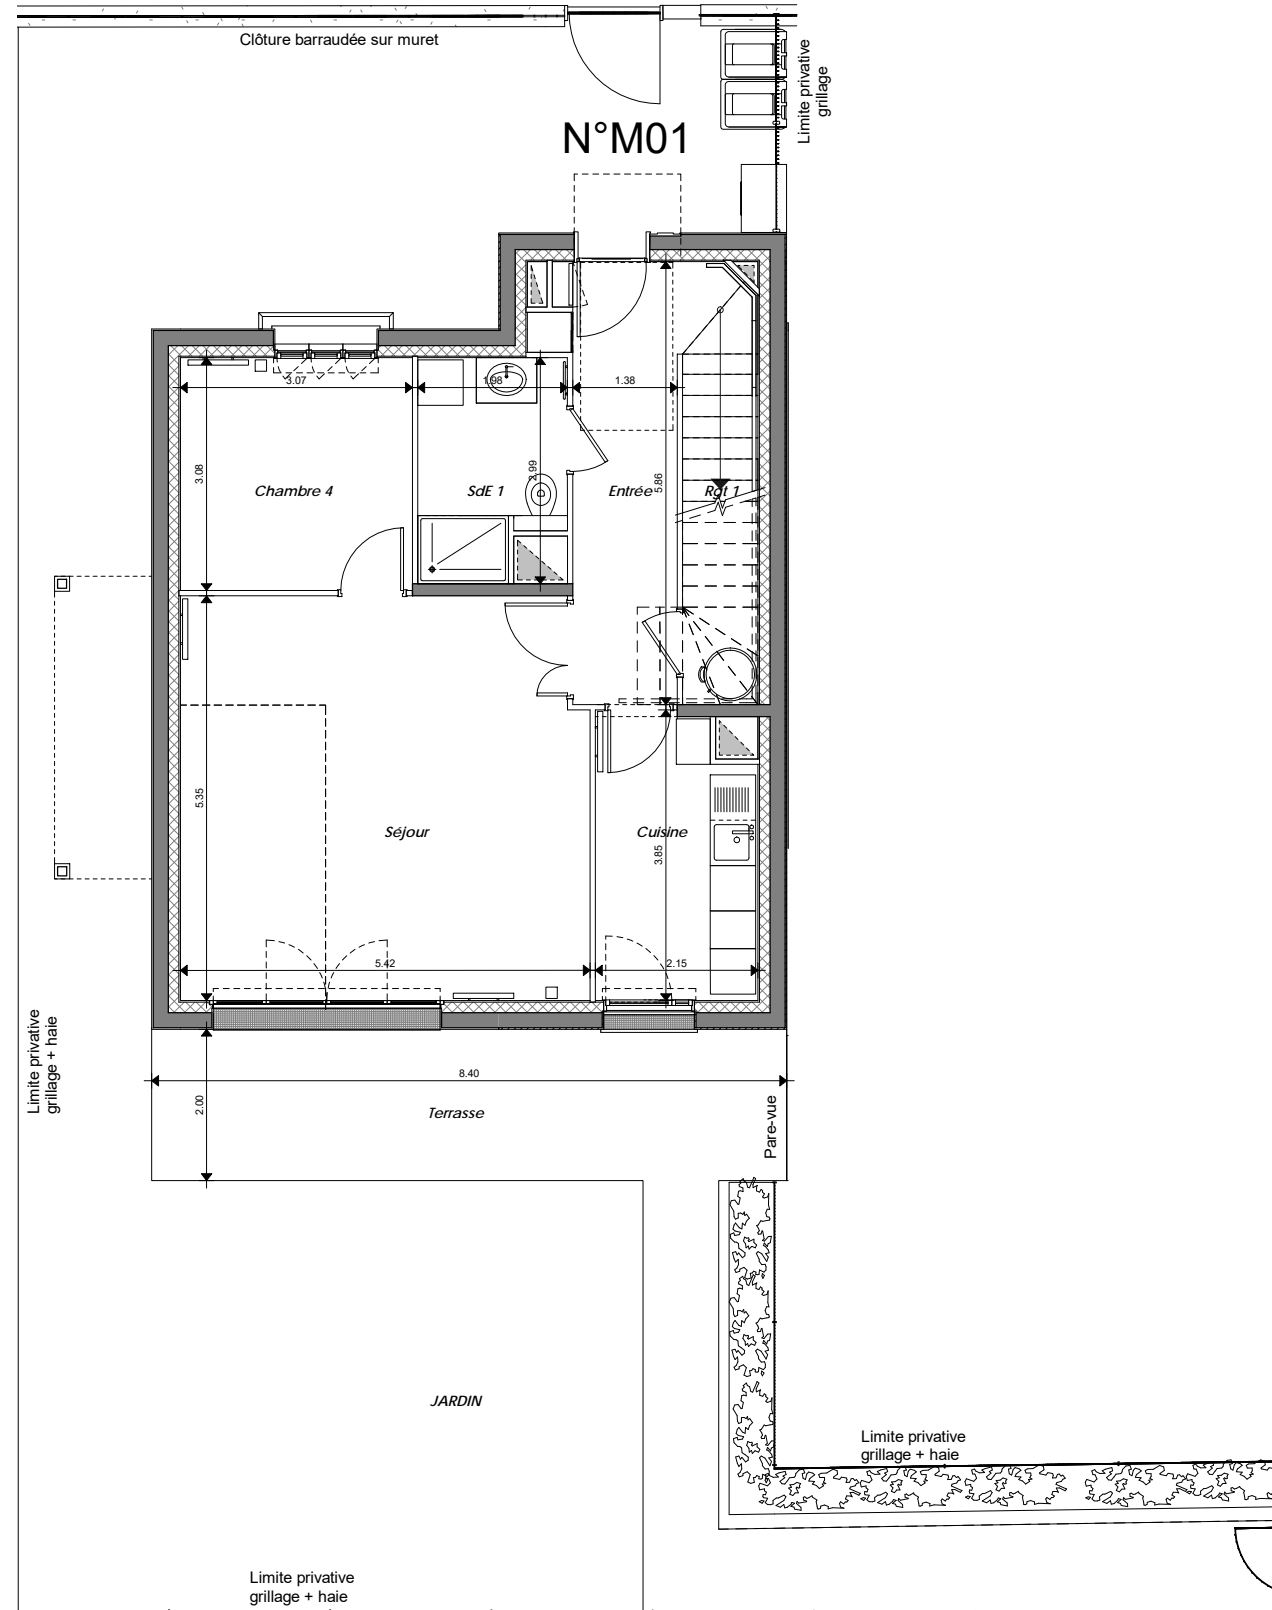 Clôture barraudée sur muret
Limite privative
grillage
N°M01
3.07
1.98
1.38
3.08
2.99
5.86
Chambre 4
SdE 1
Entrée
Rgt 1
5.35
Séjour
Cuisine
3.85
5.42
2.15
Limite privative
grillage + haie
8.40
2.00
Terrasse
Pare-vue
JARDIN
Limite privative
grillage + haie
Limite privative
grillage + haie